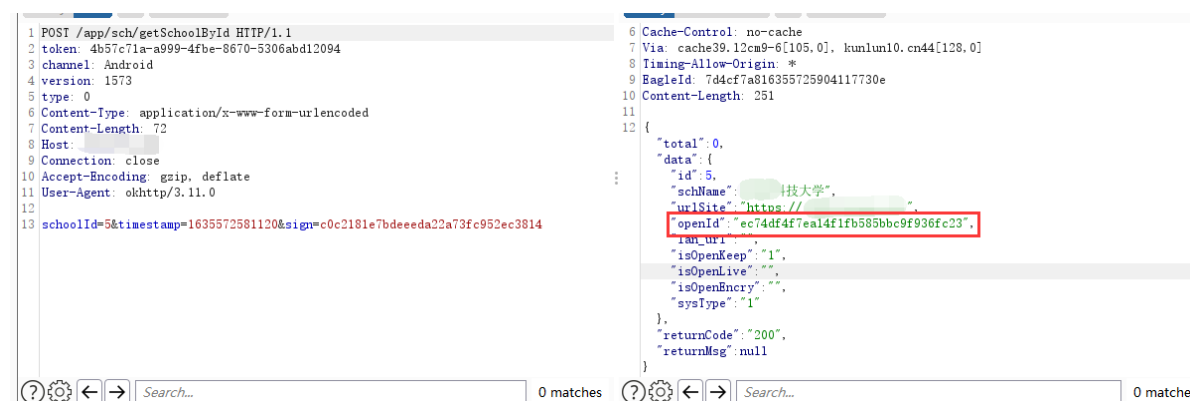 1 POST /app/sch/getSchoolById HTTP/1.1
2 token: 4b57c71a-a999-4fbe-8670-5306abd12094
3 channel: Android
4 version: 1573
5 type: 0
6 Content-Type: application/x-www-form-urlencoded
7 Content-Length: 72
8 Host:
9 Connection: close
10 Accept-Encoding: gzip, deflate
11 User-Agent: okhttp/3.11.0
12
13 schoolId=5&timestamp=1635572581120&sign=c0c2181e7bdeeeda22a73fc952ec3814
Search...
0 matches
6 Cache-Control: no-cache
7 Via: cache39.l2cm9-6[105,0], kunlun10.cn44[128,0]
8 Timing-Allow-Origin: *
9 EagleId: 7d4cf7a816355725904117730e
10 Content-Length: 251
11
12 {
"total":0,
"data":{
"id":5,
"schName":"科技大学",
"urlSite":"https://",
"openId":"ec74df4f7ea14f1fb585bbc9f936fc23",
"lan_url":"",
"isOpenKeep":"1",
"isOpenLive":"",
"isOpenEncry":"",
"sysType":"1"
},
"returnCode":"200",
"returnMsg":null
}
Search...
0 matche